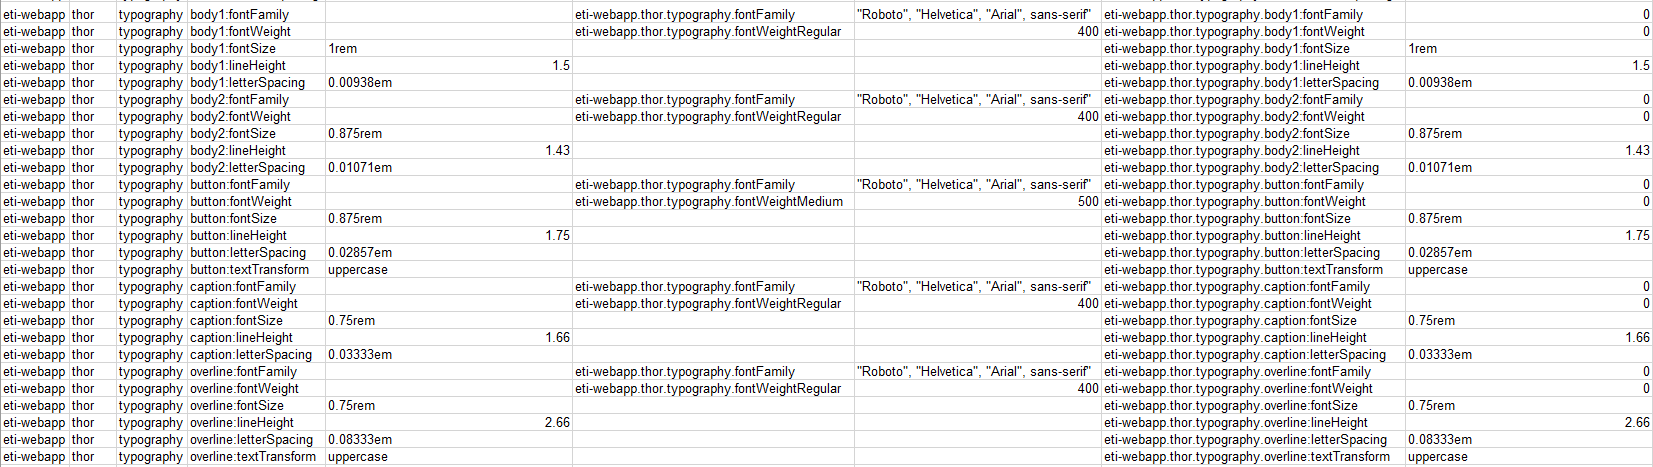 eti-webapp thor typography body1:fontFamily eti-webapp.thor.typography.fontFamily "Roboto", "Helvetica", "Arial", sans-serif" eti-webapp.thor.typography.body1:fontFamily 0
eti-webapp thor typography body1:fontWeight eti-webapp.thor.typography.fontWeightRegular 400 eti-webapp.thor.typography.body1:fontWeight 0
eti-webapp thor typography body1:fontSize 1rem eti-webapp.thor.typography.body1:fontSize 1rem
eti-webapp thor typography body1:lineHeight 1.5 eti-webapp.thor.typography.body1:lineHeight 1.5
eti-webapp thor typography body1:letterSpacing 0.00938em eti-webapp.thor.typography.body1:letterSpacing 0.00938em
eti-webapp thor typography body2:fontFamily eti-webapp.thor.typography.fontFamily "Roboto", "Helvetica", "Arial", sans-serif" eti-webapp.thor.typography.body2:fontFamily 0
eti-webapp thor typography body2:fontWeight eti-webapp.thor.typography.fontWeightRegular 400 eti-webapp.thor.typography.body2:fontWeight 0
eti-webapp thor typography body2:fontSize 0.875rem eti-webapp.thor.typography.body2:fontSize 0.875rem
eti-webapp thor typography body2:lineHeight 1.43 eti-webapp.thor.typography.body2:lineHeight 1.43
eti-webapp thor typography body2:letterSpacing 0.01071em eti-webapp.thor.typography.body2:letterSpacing 0.01071em
eti-webapp thor typography button:fontFamily eti-webapp.thor.typography.fontFamily "Roboto", "Helvetica", "Arial", sans-serif" eti-webapp.thor.typography.button:fontFamily 0
eti-webapp thor typography button:fontWeight eti-webapp.thor.typography.fontWeightMedium 500 eti-webapp.thor.typography.button:fontWeight 0
eti-webapp thor typography button:fontSize 0.875rem eti-webapp.thor.typography.button:fontSize 0.875rem
eti-webapp thor typography button:lineHeight 1.75 eti-webapp.thor.typography.button:lineHeight 1.75
eti-webapp thor typography button:letterSpacing 0.02857em eti-webapp.thor.typography.button:letterSpacing 0.02857em
eti-webapp thor typography button:textTransform uppercase eti-webapp.thor.typography.button:textTransform uppercase
eti-webapp thor typography caption:fontFamily eti-webapp.thor.typography.fontFamily "Roboto", "Helvetica", "Arial", sans-serif" eti-webapp.thor.typography.caption:fontFamily 0
eti-webapp thor typography caption:fontWeight eti-webapp.thor.typography.fontWeightRegular 400 eti-webapp.thor.typography.caption:fontWeight 0
eti-webapp thor typography caption:fontSize 0.75rem eti-webapp.thor.typography.caption:fontSize 0.75rem
eti-webapp thor typography caption:lineHeight 1.66 eti-webapp.thor.typography.caption:lineHeight 1.66
eti-webapp thor typography caption:letterSpacing 0.03333em eti-webapp.thor.typography.caption:letterSpacing 0.03333em
eti-webapp thor typography overline:fontFamily eti-webapp.thor.typography.fontFamily "Roboto", "Helvetica", "Arial", sans-serif" eti-webapp.thor.typography.overline:fontFamily 0
eti-webapp thor typography overline:fontWeight eti-webapp.thor.typography.fontWeightRegular 400 eti-webapp.thor.typography.overline:fontWeight 0
eti-webapp thor typography overline:fontSize 0.75rem eti-webapp.thor.typography.overline:fontSize 0.75rem
eti-webapp thor typography overline:lineHeight 2.66 eti-webapp.thor.typography.overline:lineHeight 2.66
eti-webapp thor typography overline:letterSpacing 0.08333em eti-webapp.thor.typography.overline:letterSpacing 0.08333em
eti-webapp thor typography overline:textTransform uppercase eti-webapp.thor.typography.overline:textTransform uppercase